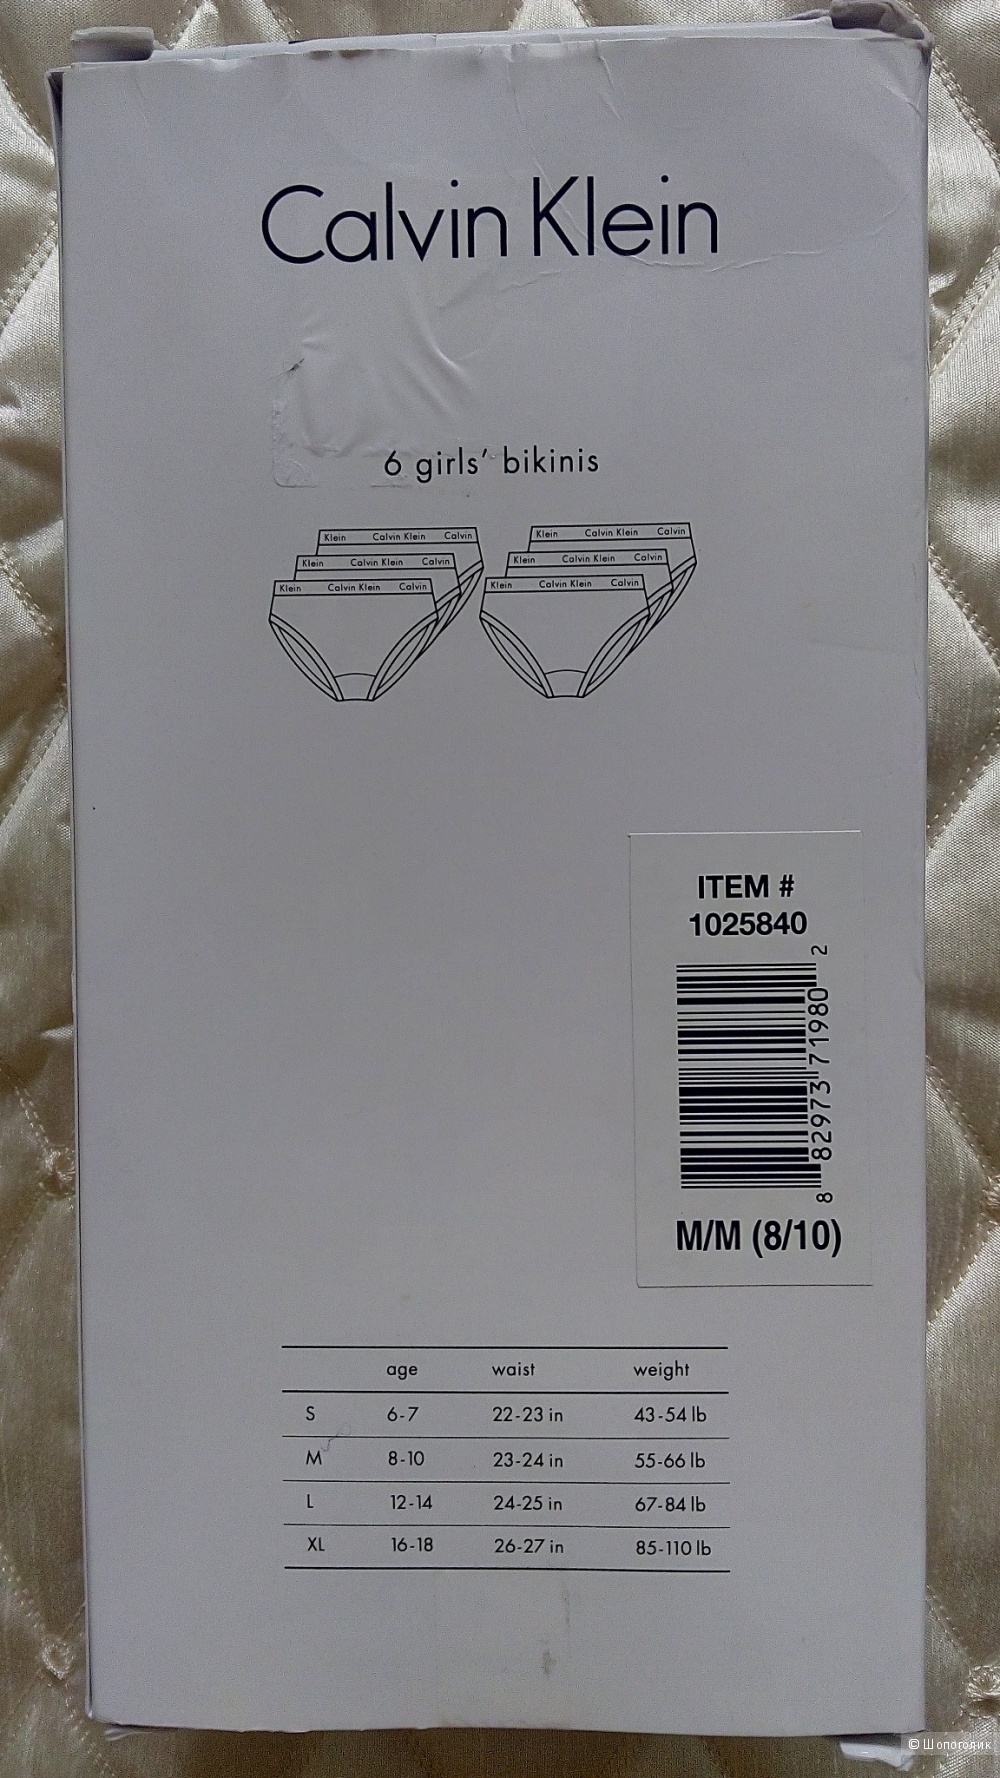 Calvin Klein
6 girls' bikinis
Klein Calvin Klein Calvin
Klein Calvin Klein Calvin
Klein Calvin Klein Calvin
Klein Calvin Klein Calvin
Klein Calvin Klein Calvin
Klein Calvin Klein Calvin
ITEM #
1025840
8 82973 71980 2
M/M (8/10)
age waist weight
S 6-7 22-23 in 43-54 lb
M 8-10 23-24 in 55-66 lb
L 12-14 24-25 in 67-84 lb
XL 16-18 26-27 in 85-110 lb
© Шопоголик